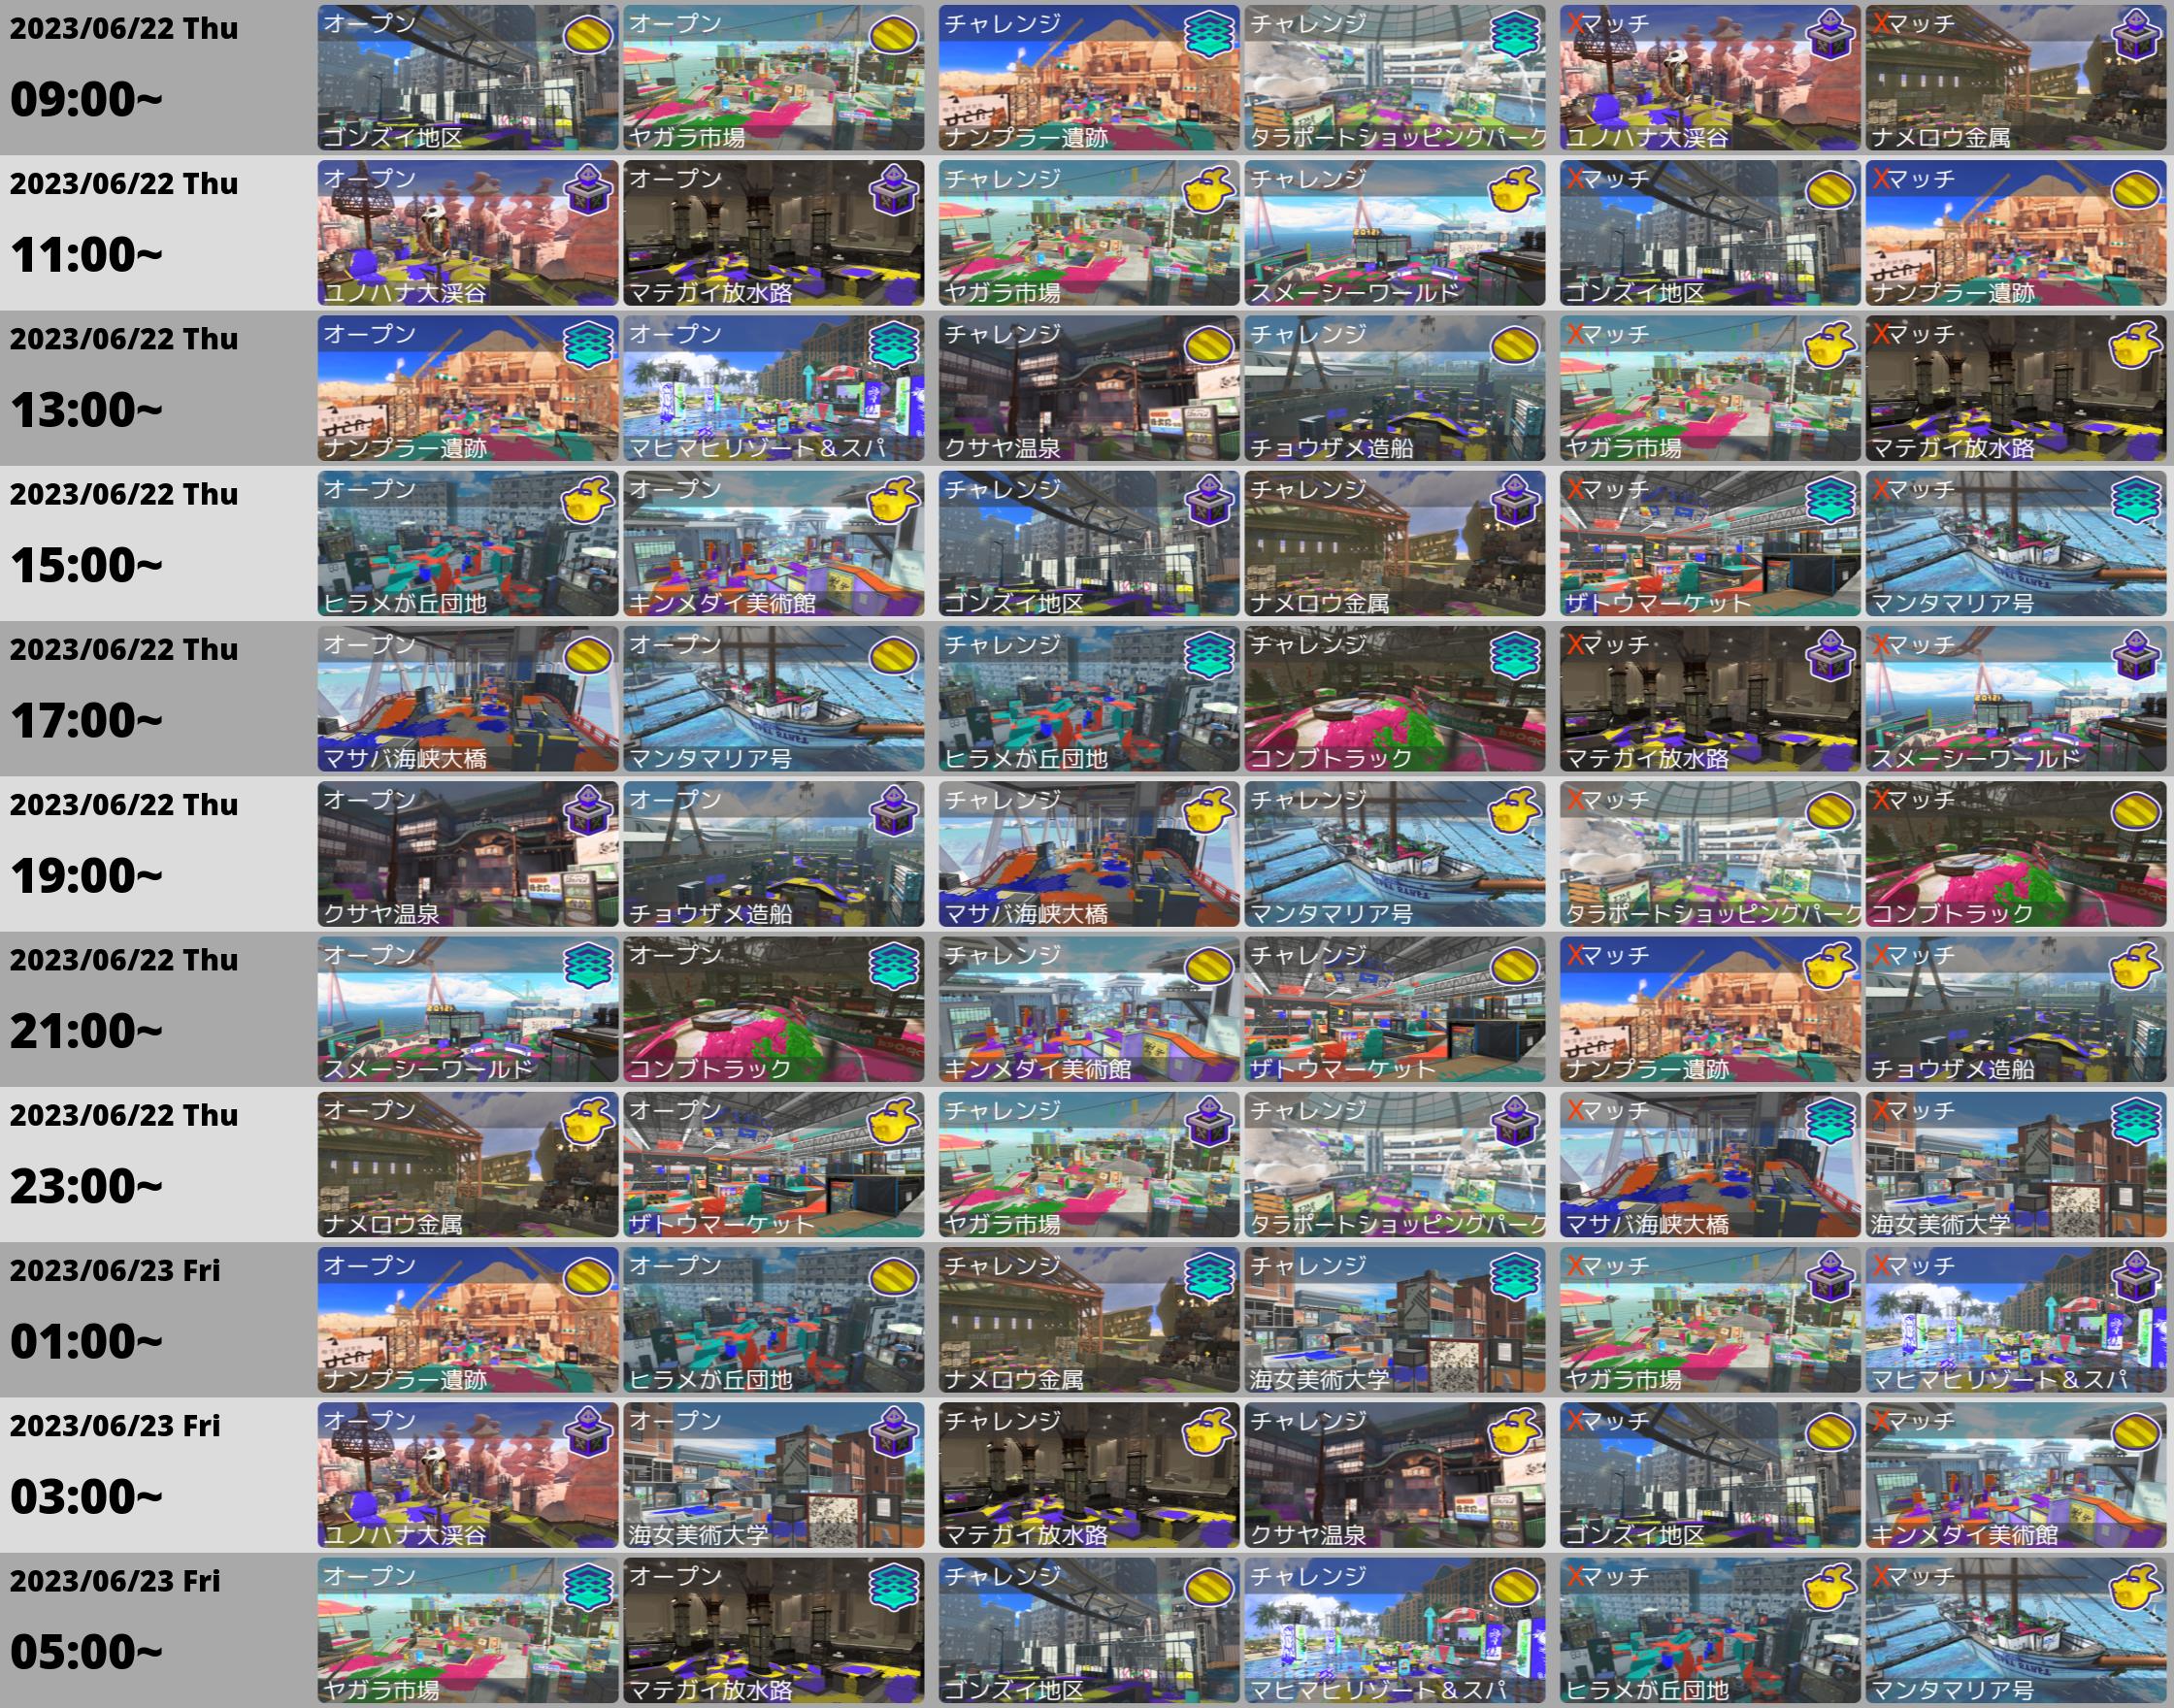 2023/06/22 Thu
09:00~
オープン
ゴンズイ地区
オープン
ヤガラ市場
チャレンジ
ナンプラー遺跡
チャレンジ
タラポートショッピングパーク
Xマッチ
ユノハナ大渓谷
Xマッチ
ナメロウ金属
2023/06/22 Thu
11:00~
オープン
ユノハナ大渓谷
オープン
マテガイ放水路
チャレンジ
ヤガラ市場
チャレンジ
スメーシーワールド
Xマッチ
ゴンズイ地区
Xマッチ
ナンプラー遺跡
2023/06/22 Thu
13:00~
オープン
ナンプラー遺跡
オープン
マヒマヒリゾート＆スパ
チャレンジ
クサヤ温泉
チャレンジ
チョウザメ造船
Xマッチ
ヤガラ市場
Xマッチ
マテガイ放水路
2023/06/22 Thu
15:00~
オープン
ヒラメが丘団地
オープン
キンメダイ美術館
チャレンジ
ゴンズイ地区
チャレンジ
ナメロウ金属
Xマッチ
ザトウマーケット
Xマッチ
マンタマリア号
2023/06/22 Thu
17:00~
オープン
マサバ海峡大橋
オープン
マンタマリア号
チャレンジ
ヒラメが丘団地
チャレンジ
コンブトラック
Xマッチ
マテガイ放水路
Xマッチ
スメーシーワールド
2023/06/22 Thu
19:00~
オープン
クサヤ温泉
オープン
チョウザメ造船
チャレンジ
マサバ海峡大橋
チャレンジ
マンタマリア号
Xマッチ
タラポートショッピングパーク
Xマッチ
コンブトラック
2023/06/22 Thu
21:00~
オープン
スメーシーワールド
オープン
コンブトラック
チャレンジ
キンメダイ美術館
チャレンジ
ザトウマーケット
Xマッチ
ナンプラー遺跡
Xマッチ
チョウザメ造船
2023/06/22 Thu
23:00~
オープン
ナメロウ金属
オープン
ザトウマーケット
チャレンジ
ヤガラ市場
チャレンジ
タラポートショッピングパーク
Xマッチ
マサバ海峡大橋
Xマッチ
海女美術大学
2023/06/23 Fri
01:00~
オープン
ナンプラー遺跡
オープン
ヒラメが丘団地
チャレンジ
ナメロウ金属
チャレンジ
海女美術大学
Xマッチ
ヤガラ市場
Xマッチ
マヒマヒリゾート＆スパ
2023/06/23 Fri
03:00~
オープン
ユノハナ大渓谷
オープン
海女美術大学
チャレンジ
マテガイ放水路
チャレンジ
クサヤ温泉
Xマッチ
ゴンズイ地区
Xマッチ
キンメダイ美術館
2023/06/23 Fri
05:00~
オープン
ヤガラ市場
オープン
マテガイ放水路
チャレンジ
ゴンズイ地区
チャレンジ
マヒマヒリゾート＆スパ
Xマッチ
ヒラメが丘団地
Xマッチ
マンタマリア号